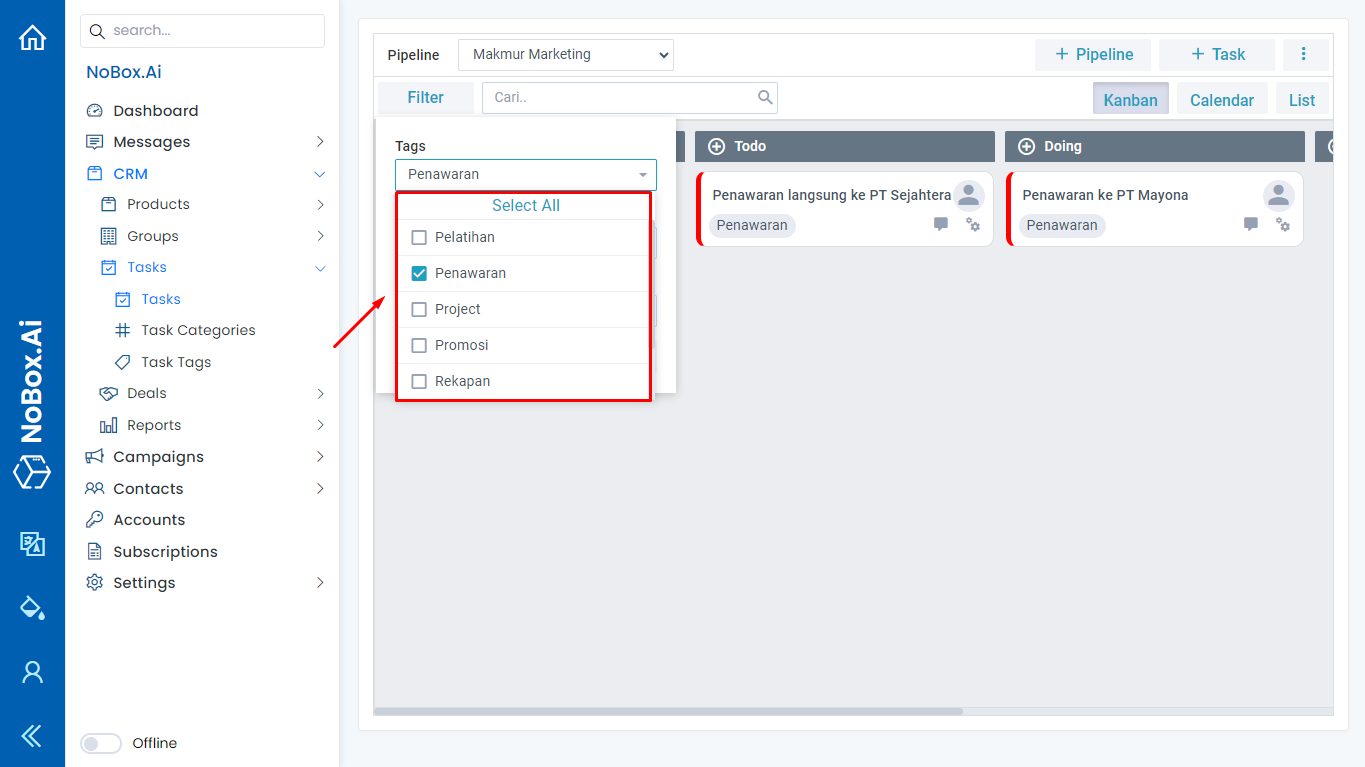 NoBox.Ai
search...
NoBox.Ai
Dashboard
Messages
CRM
Products
Groups
Tasks
Tasks
Task Categories
Task Tags
Deals
Reports
Campaigns
Contacts
Accounts
Subscriptions
Settings
Offline
Pipeline
Makmur Marketing
+ Pipeline
+ Task
Filter
Cari..
Kanban
Calendar
List
Tags
Penawaran
Select All
Pelatihan
Penawaran
Project
Promosi
Rekapan
Todo
Penawaran langsung ke PT Sejahtera
Penawaran
Doing
Penawaran ke PT Mayona
Penawaran